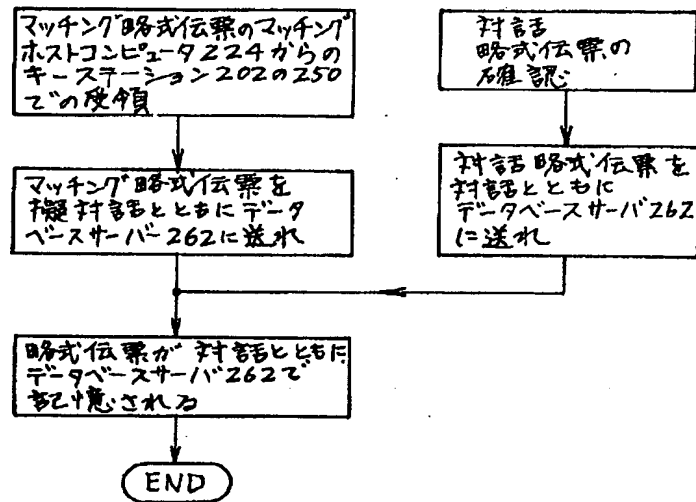 マッチング略式伝票のマッチング
ホストコンピュータ224からの
キーステーション202の250
での受領
対話
略式伝票の
確認
マッチング略式伝票を
擬対話とともにデータ
ベースサーバー262に送れ
対話略式伝票を
対話とともに
データベースサーバ262
に送れ
略式伝票が対話とともに
データベースサーバ262で
記憶される
END